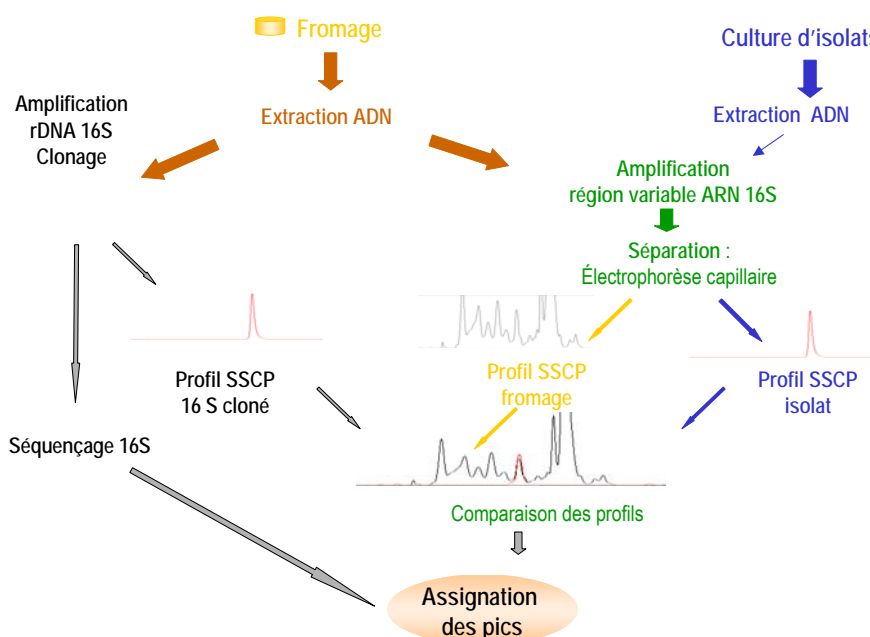 Fromage
Culture d'isolats
Amplification
rDNA 16S
Clonage
Extraction ADN
Extraction ADN
Amplification
région variable ARN 16S
Séparation :
Électrophorèse capillaire
Profil SSCP
16 S cloné
Profil SSCP
fromage
Profil SSCP
isolat
Séquençage 16S
Comparaison des profils
Assignation
des pics